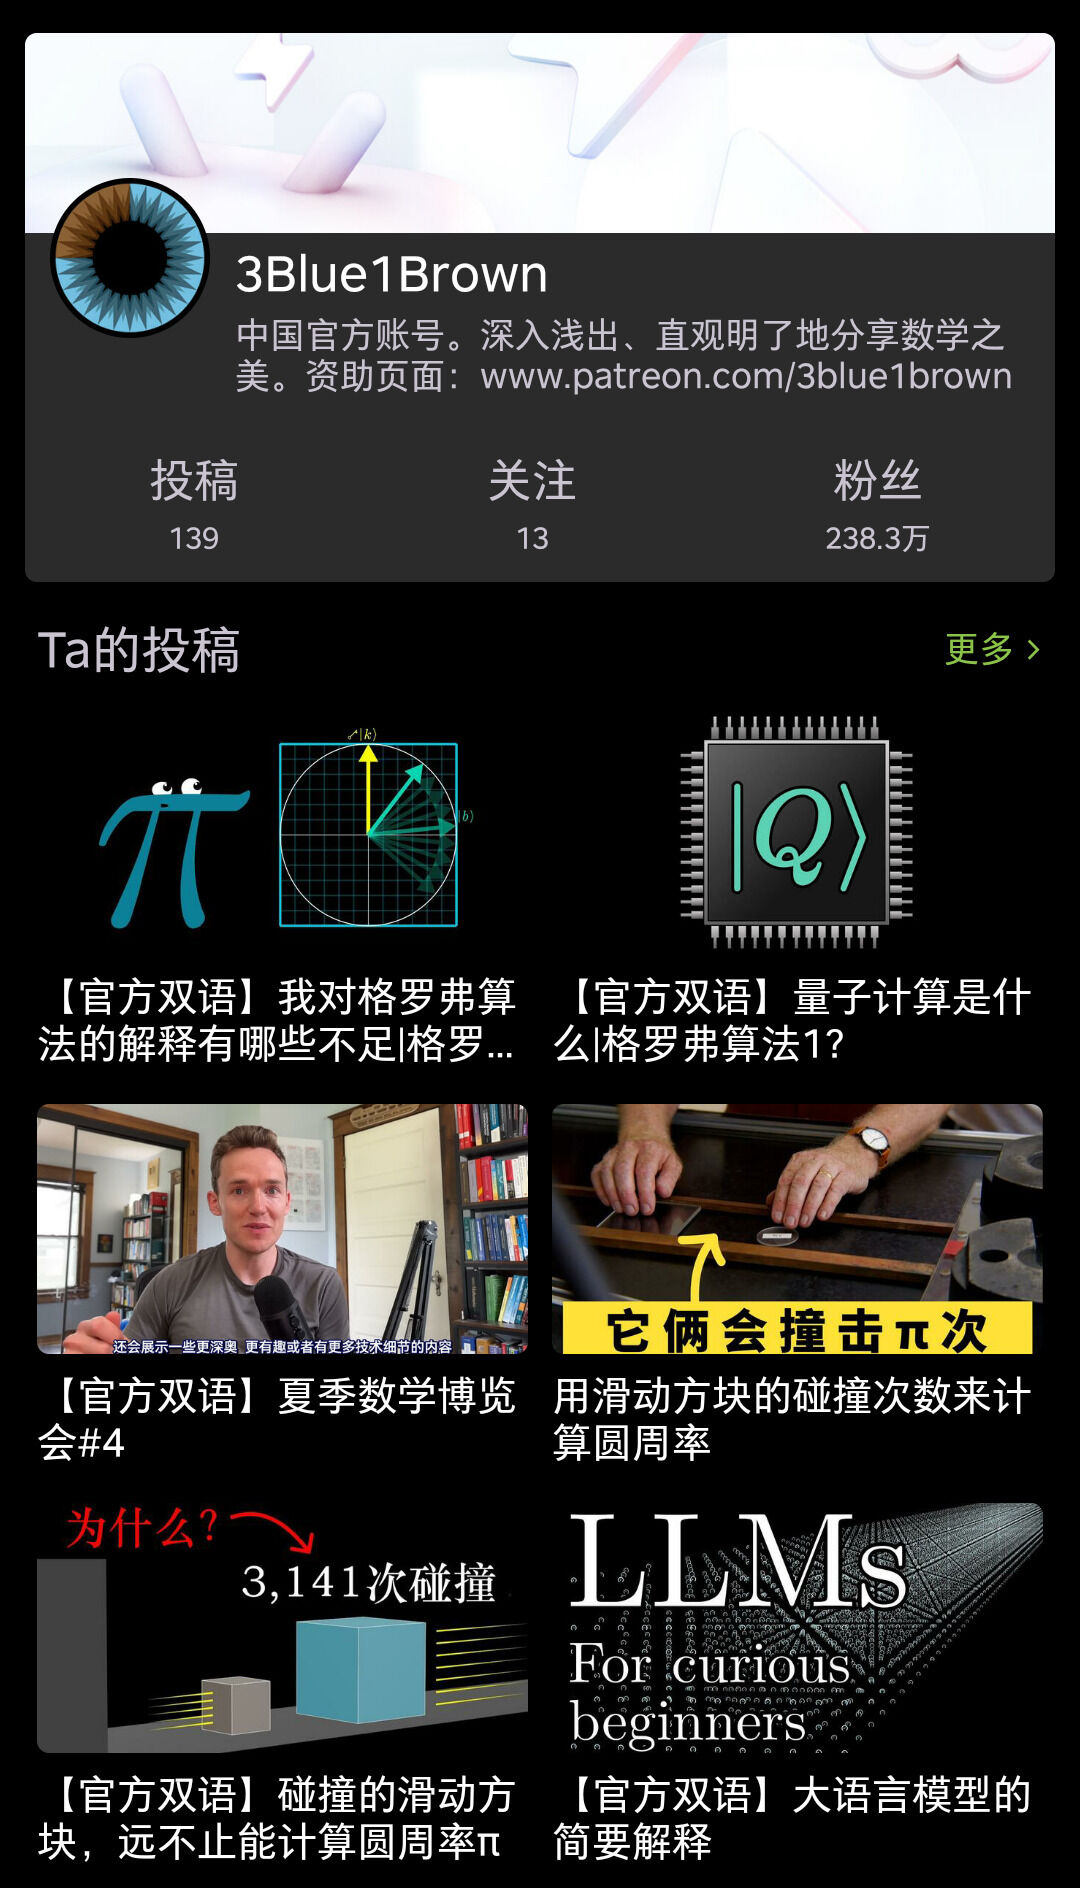 3Blue1Brown
中国官方账号。深入浅出、直观明了地分享数学之
美。资助页面：www.patreon.com/3blue1brown
投稿
139
关注
13
粉丝
238.3万
Ta的投稿
更多 >
|k⟩
|b⟩
|Q⟩
【官方双语】我对格罗弗算
法的解释有哪些不足|格罗...
【官方双语】量子计算是什
么|格罗弗算法1?
还会展示一些更深奥 更有趣或者有更多技术细节的内容
它俩会撞击π次
【官方双语】夏季数学博览
会#4
用滑动方块的碰撞次数来计
算圆周率
为什么?
3,141次碰撞
LLMs
For curious
beginners
【官方双语】碰撞的滑动方
块，远不止能计算圆周率π
【官方双语】大语言模型的
简要解释